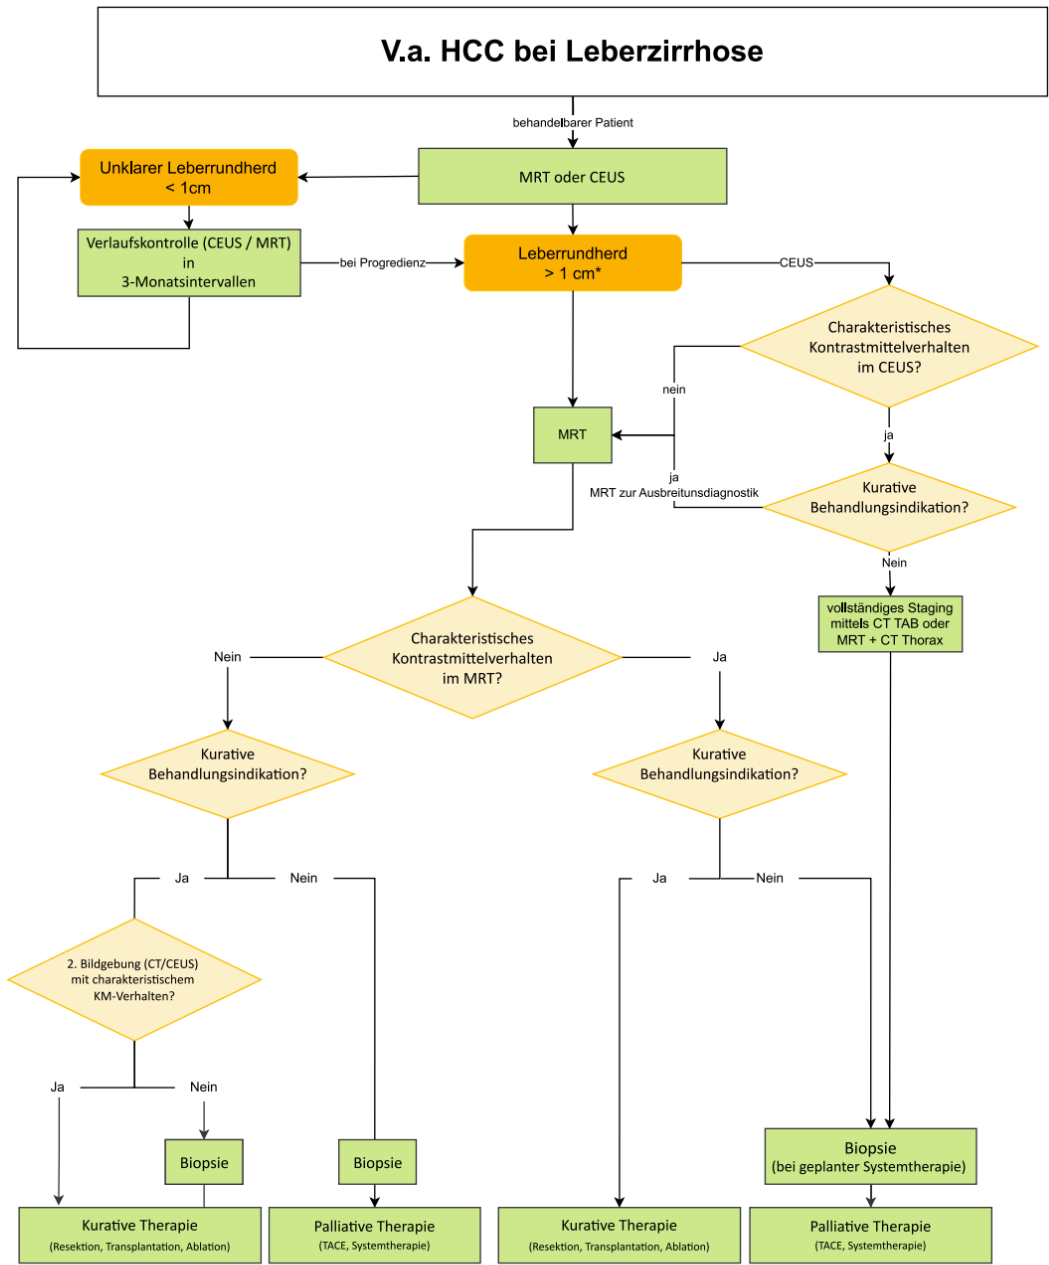 V.a. HCC bei Leberzirrhose
behandelbarer Patient
Unklarer Leberrundherd
< 1cm
MRT oder CEUS
Verlaufskontrolle (CEUS / MRT)
in
3-Monatsintervallen
bei Progredienz
Leberrundherd
> 1 cm*
CEUS
Charakteristisches
Kontrastmittelverhalten
im CEUS?
nein
ja
MRT
ja
MRT zur Ausbreitunsdiagnostik
Kurative
Behandlungsindikation?
Nein
vollständiges Staging
mittels CT TAB oder
MRT + CT Thorax
Charakteristisches
Kontrastmittelverhalten
im MRT?
Nein
Ja
Kurative
Behandlungsindikation?
Kurative
Behandlungsindikation?
Ja
Nein
Ja
Nein
2. Bildgebung (CT/CEUS)
mit charakteristischem
KM-Verhalten?
Ja
Nein
Biopsie
Biopsie
Biopsie
(bei geplanter Systemtherapie)
Kurative Therapie
(Resektion, Transplantation, Ablation)
Palliative Therapie
(TACE, Systemtherapie)
Kurative Therapie
(Resektion, Transplantation, Ablation)
Palliative Therapie
(TACE, Systemtherapie)